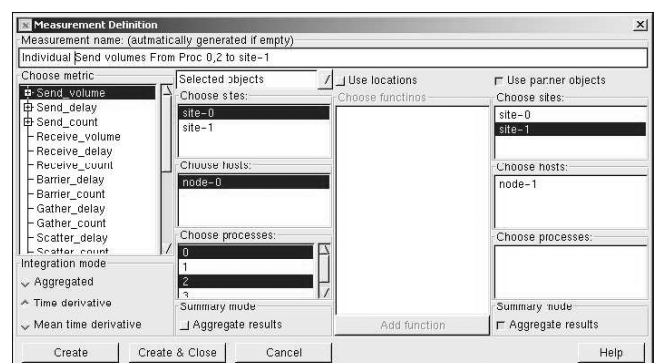 Measurement Definition
Measurement name: (autmatically generated if empty)
Individual Send volumes From Proc 0,2 to site-1
Choose metric
Send_volume
Send_delay
Send_count
Receive_volume
Receive_delay
Receive_count
Barrier_delay
Barrier_count
Gather_delay
Gather_count
Scatter_delay
Scatter_count
Integration mode
Aggregated
Time derivative
Mean time derivative
Selected objects
Choose sites:
site-0
site-1
Choose hosts:
node-0
Choose processes:
0
1
2
3
Summary mode
Aggregate results
Use locations
Choose functinos
Add function
Use partner objects
Choose sites:
site-0
site-1
Choose hosts:
node-1
Choose processes:
Summary mode
Aggregate results
Create
Create & Close
Cancel
Help